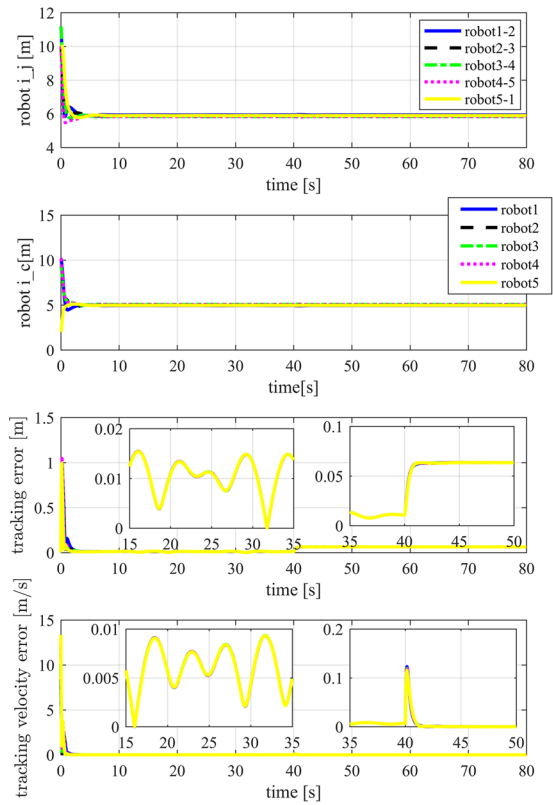 robot i_j [m]
12
10
8
6
4
0 10 20 30 40 50 60 70 80
time [s]
robot1-2
robot2-3
robot3-4
robot4-5
robot5-1
robot i_c[m]
15
10
5
0
0 10 20 30 40 50 60 70 80
time[s]
robot1
robot2
robot3
robot4
robot5
tracking error [m]
1.5
1
0.5
0
0 10 20 30 40 50 60 70 80
time [s]
0.02
0.01
0
15 20 25 30 35
0.1
0.05
0
35 40 45 50
tracking velocity error [m/s]
15
10
5
0
0 10 20 30 40 50 60 70 80
time [s]
0.01
0.005
0
15 20 25 30 35
0.2
0.1
0
35 40 45 50